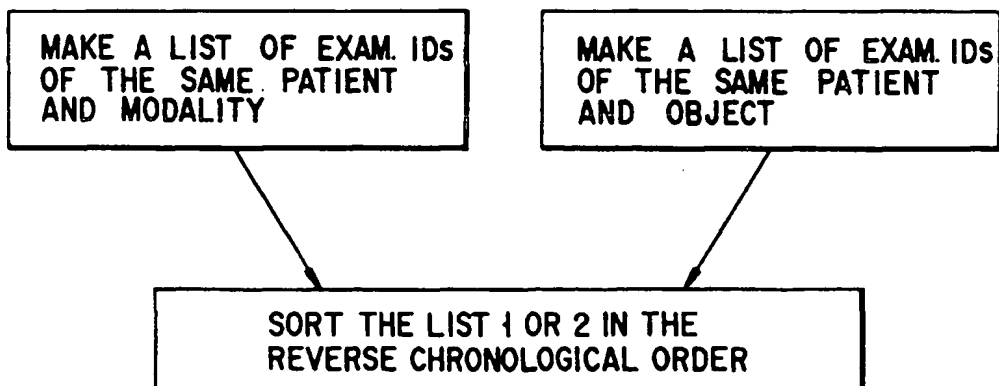 MAKE A LIST OF EXAM. IDs
OF THE SAME PATIENT
AND MODALITY
MAKE A LIST OF EXAM. IDs
OF THE SAME PATIENT
AND OBJECT
SORT THE LIST 1 OR 2 IN THE
REVERSE CHRONOLOGICAL ORDER